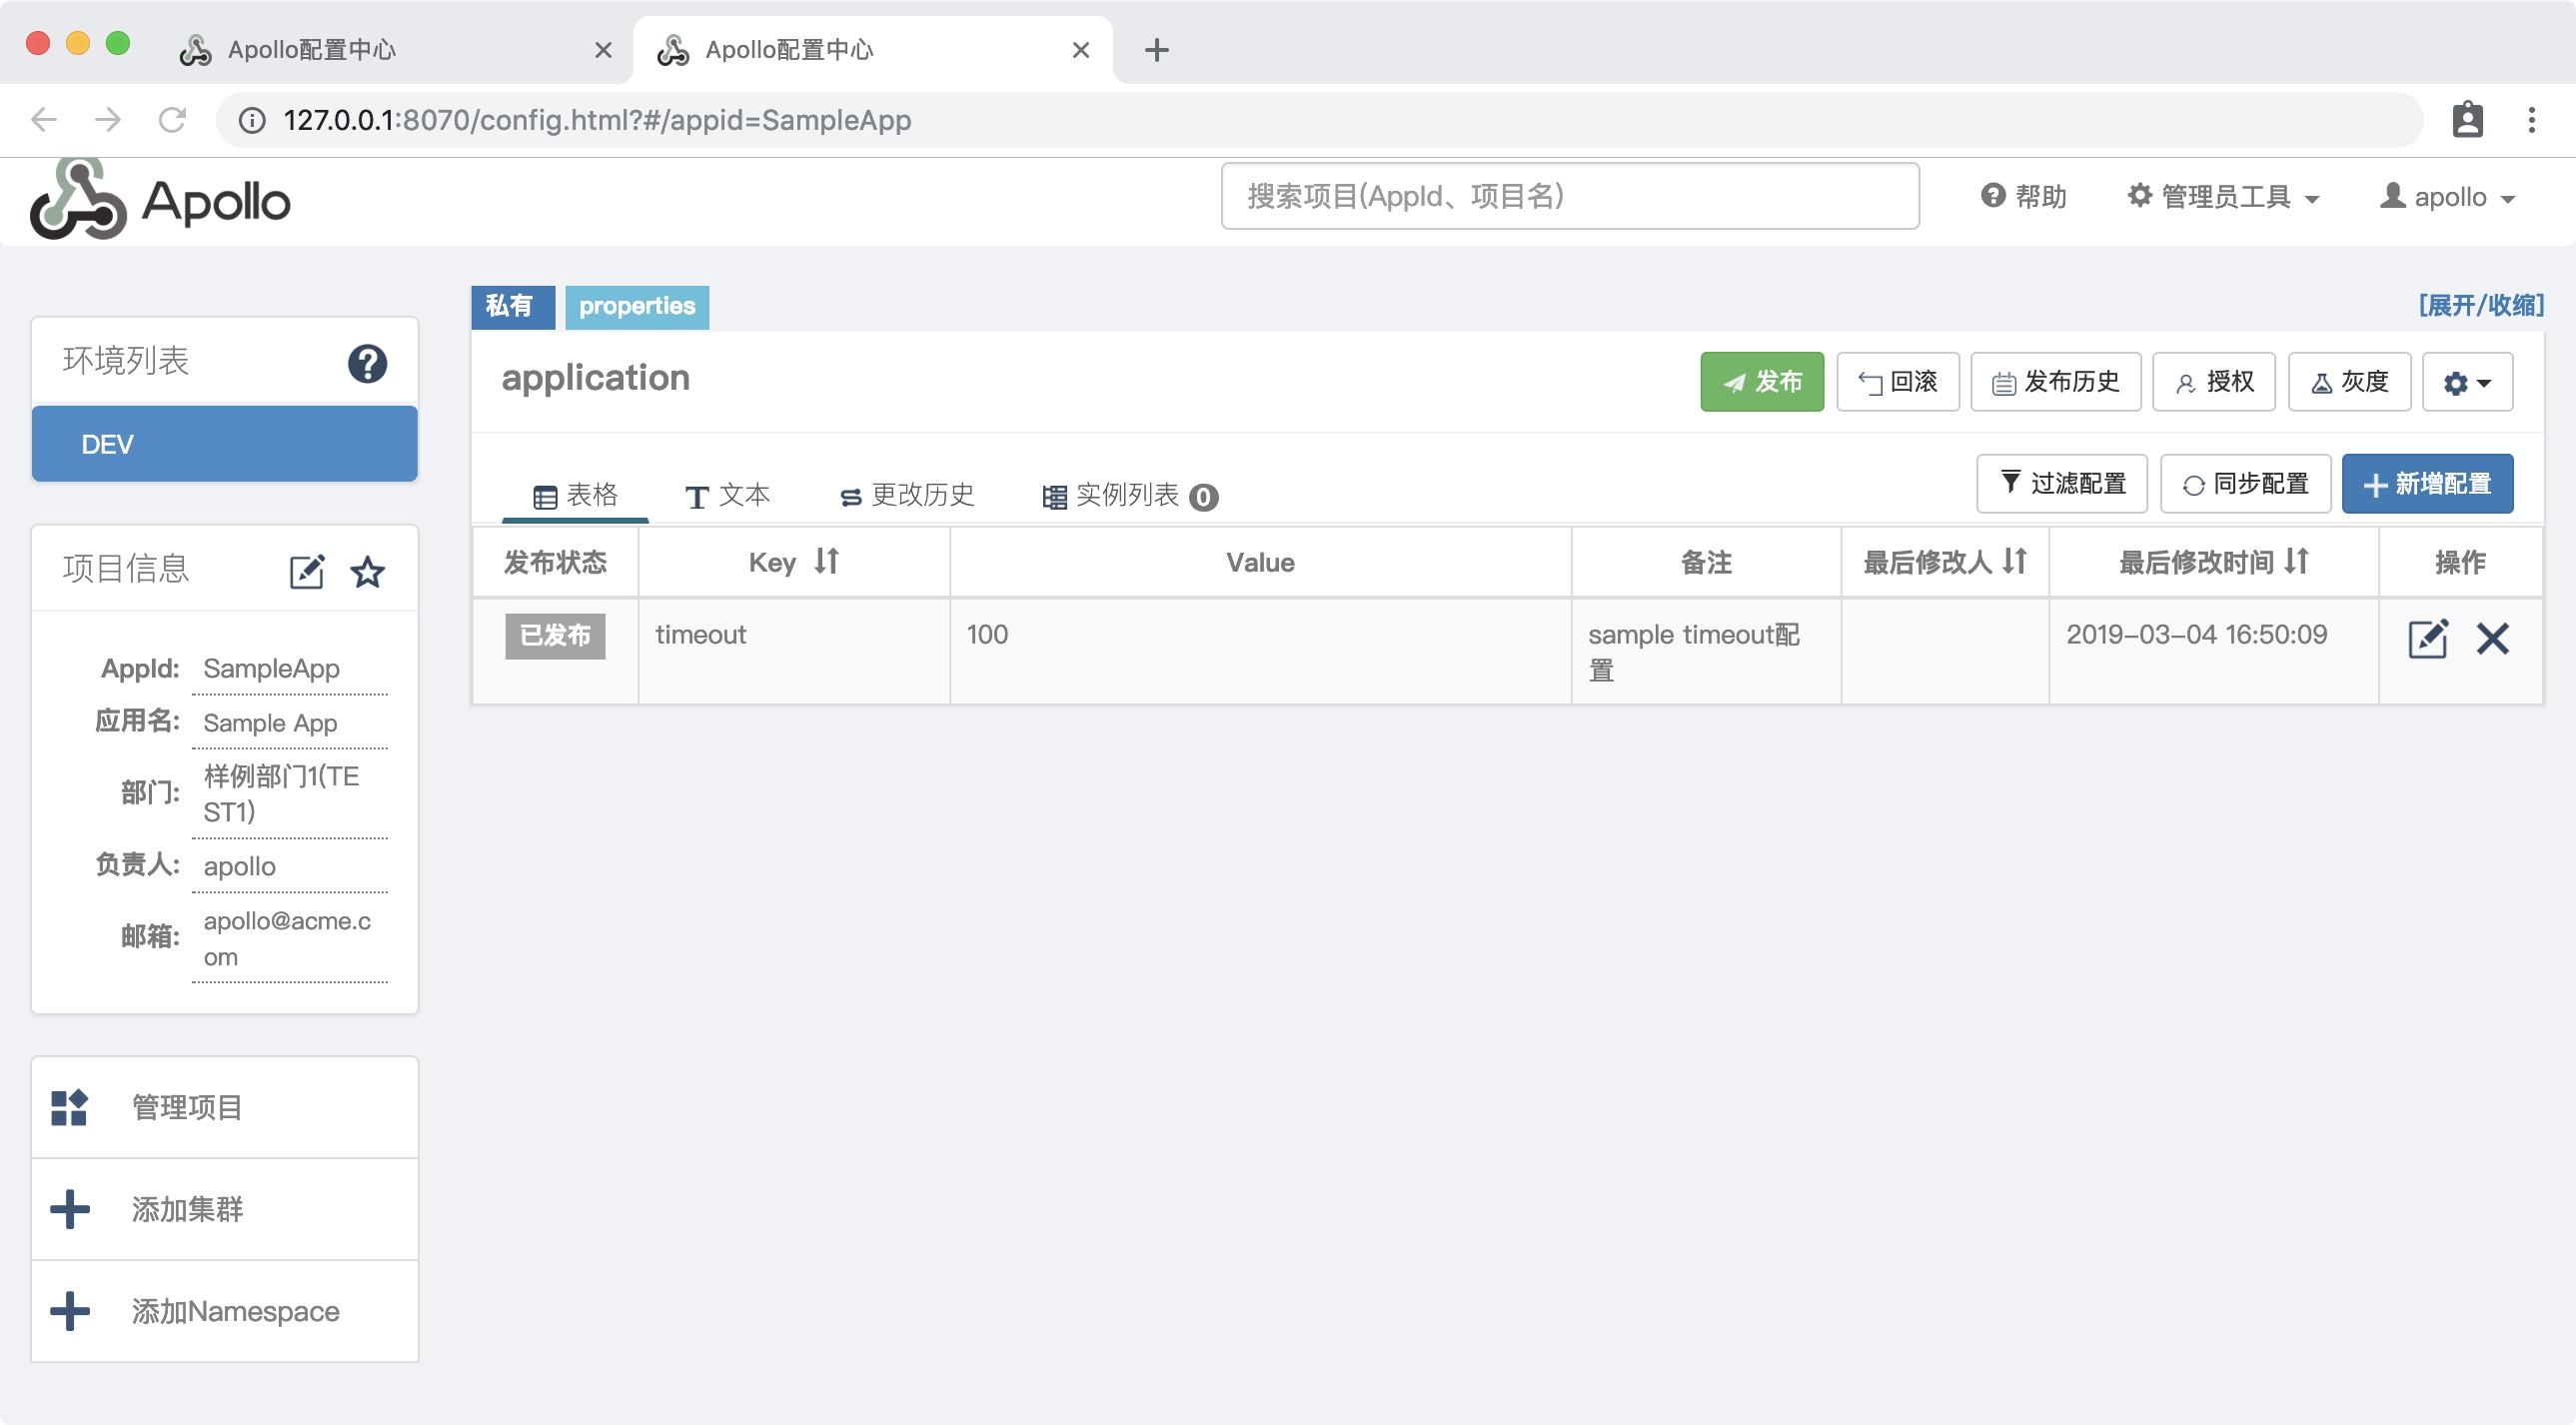 Apollo配置中心
Apollo配置中心
127.0.0.1:8070/config.html?#/appid=SampleApp
Apollo
搜索项目(AppId、项目名)
帮助
管理员工具
apollo
私有
properties
[展开/收缩]
环境列表
DEV
application
发布
回滚
发布历史
授权
灰度
表格
文本
更改历史
实例列表 0
过滤配置
同步配置
新增配置
发布状态
Key
Value
备注
最后修改人
最后修改时间
操作
已发布
timeout
100
sample timeout配
置
2019-03-04 16:50:09
项目信息
AppId: SampleApp
应用名: Sample App
部门: 样例部门1(TE
ST1)
负责人: apollo
邮箱: apollo@acme.c
om
管理项目
添加集群
添加Namespace